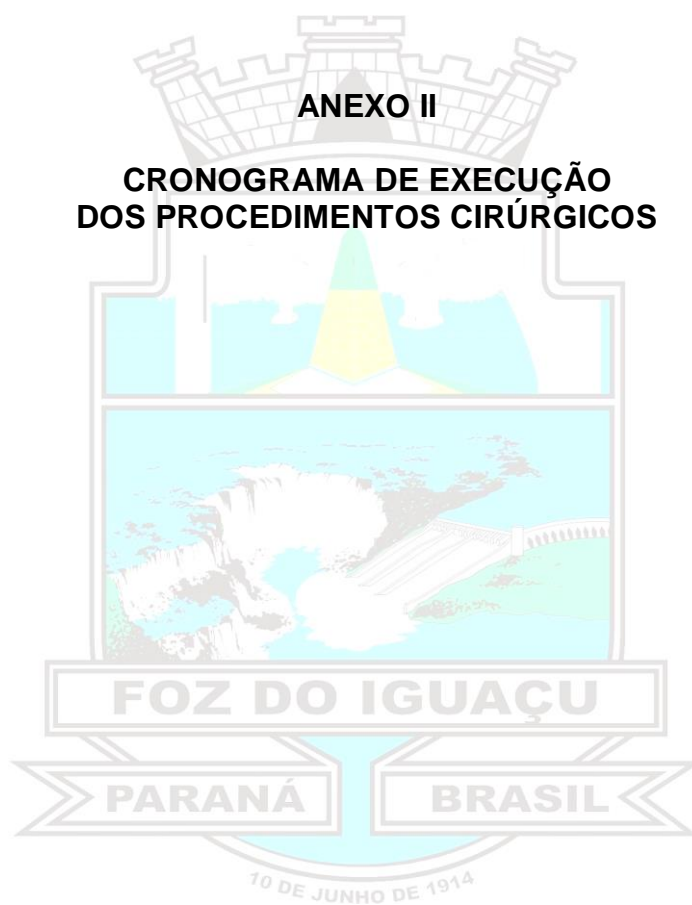 ANEXO II
CRONOGRAMA DE EXECUÇÃO
DOS PROCEDIMENTOS CIRÚRGICOS
FOZ DO IGUAÇU
PARANÁ BRASIL
10 DE JUNHO DE 1914